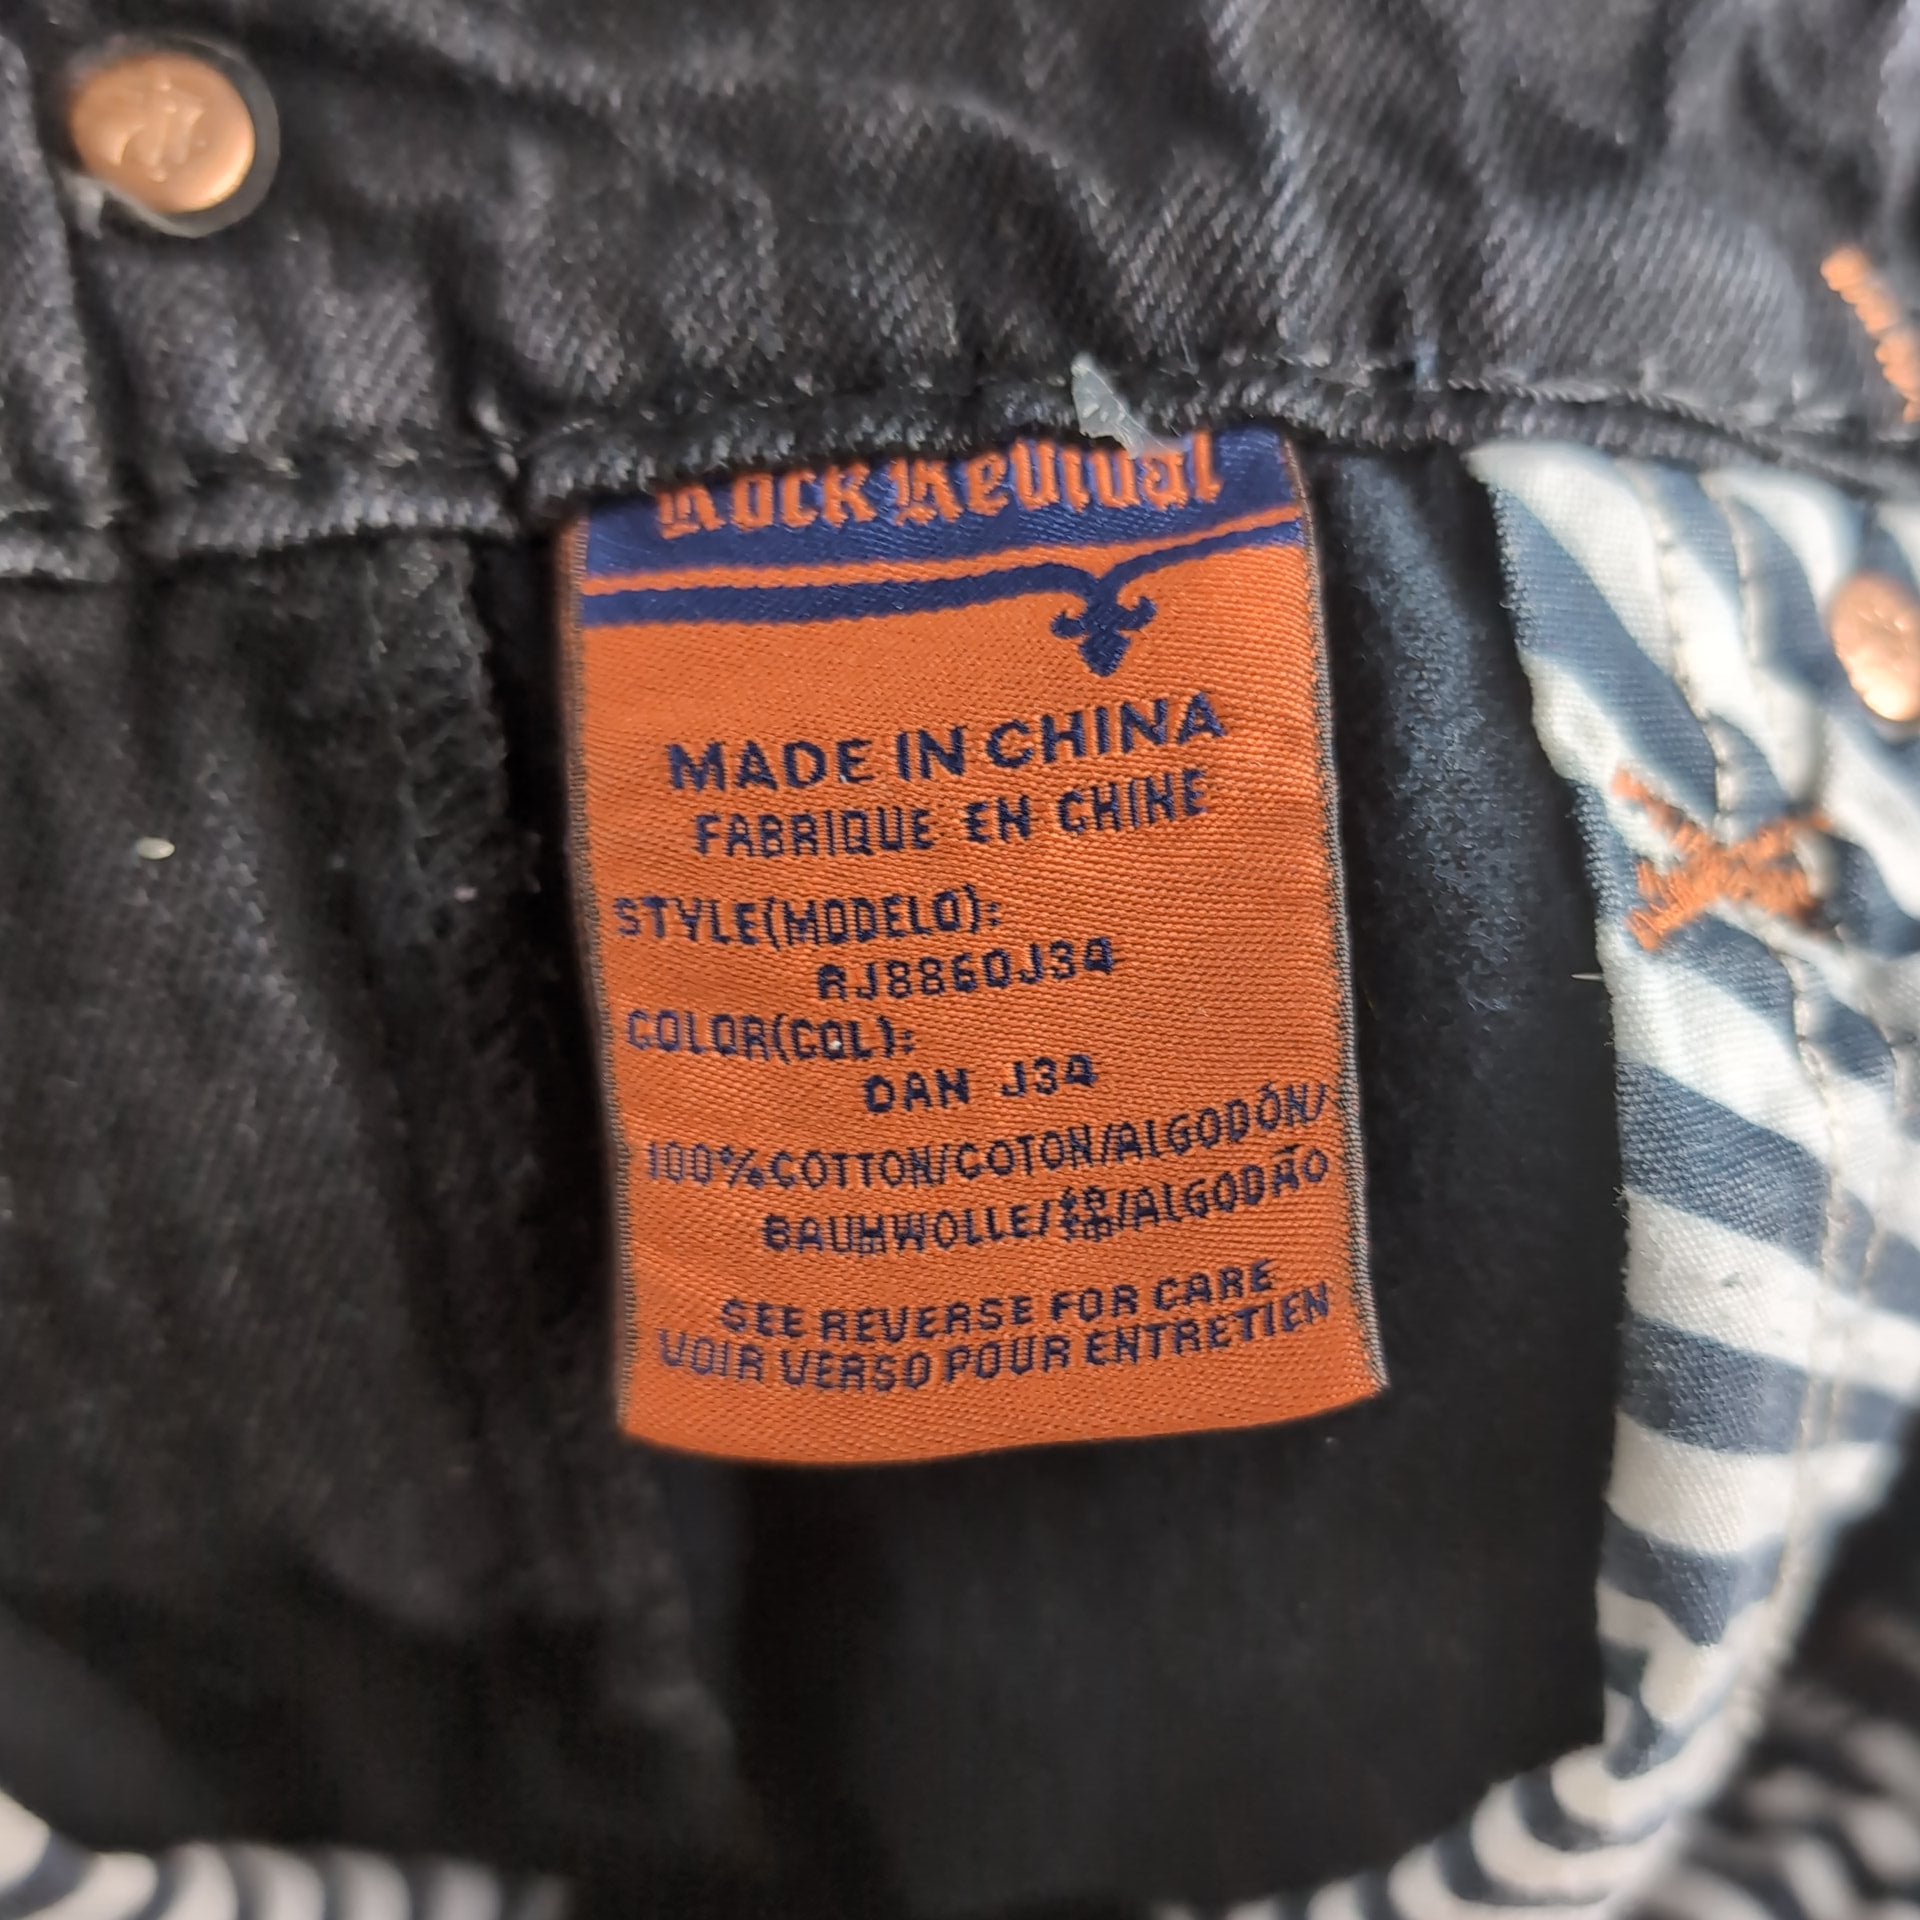 Rock Revival
MADE IN CHINA
FABRIQUE EN CHINE
STYLE(MODELO):
RJ8860J34
COLOR(COL):
DAN J34
100%COTTON/COTON/ALGODÓN/
BAUMWOLLE/綿/ALGODÃO
SEE REVERSE FOR CARE
VOIR VERSO POUR ENTRETIEN